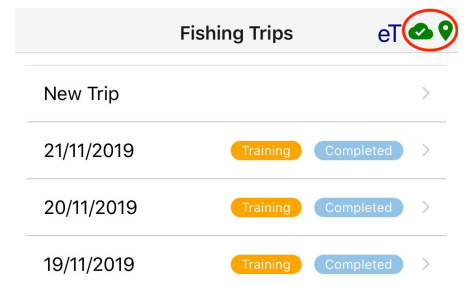 Fishing Trips eT
New Trip
21/11/2019 Training Completed
20/11/2019 Training Completed
19/11/2019 Training Completed